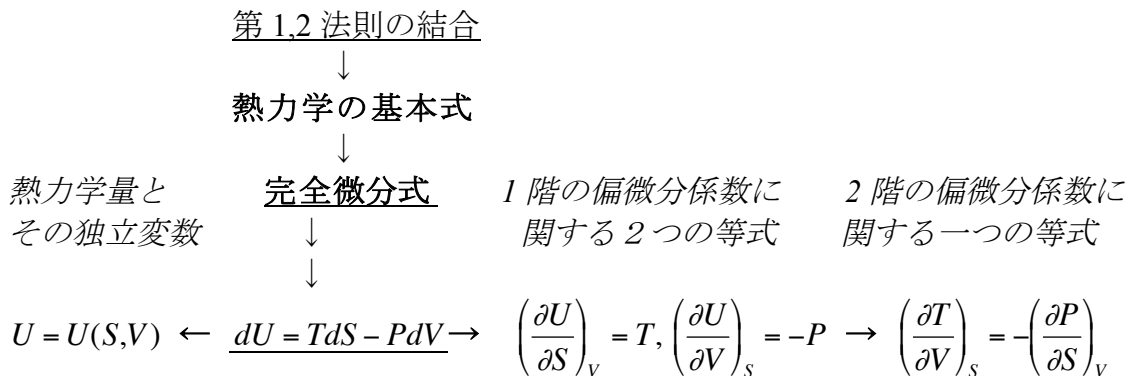 第 1,2 法則の結合
↓
熱力学の基本式
↓
熱力学量と 完全微分式 1 階の偏微分係数に 2 階の偏微分係数に
その独立変数 ↓ 関する２つの等式 関する一つの等式
↓
U = U(S,V) ← dU = TdS − PdV → (∂U/∂S)_V = T, (∂U/∂V)_S = −P → (∂T/∂V)_S = -(∂P/∂S)_V